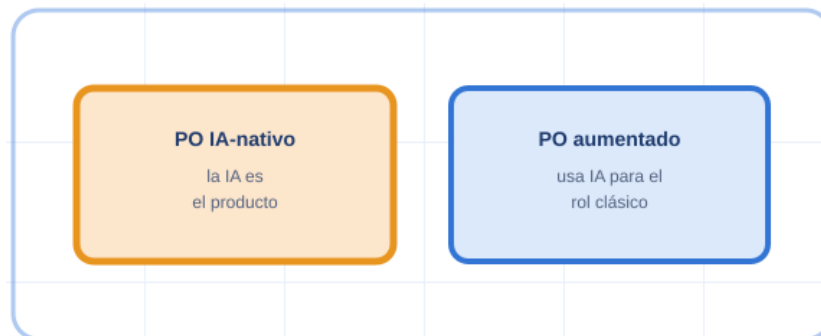 PO IA-nativo
la IA es
el producto
PO aumentado
usa IA para el
rol clásico